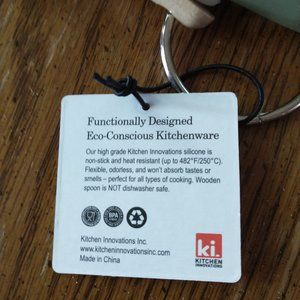 Functionally Designed
Eco-Conscious Kitchenware
Our high grade Kitchen Innovations silicone is
non-stick and heat resistant (up to 482°F/250°C).
Flexible, odorless, and won't absorb tastes or
smells – perfect for all types of cooking. Wooden
spoon is NOT dishwasher safe.
BPA
Kitchen Innovations Inc.
www.kitcheninnovationsinc.com
Made in China
ki.
KITCHEN
INNOVATIONS